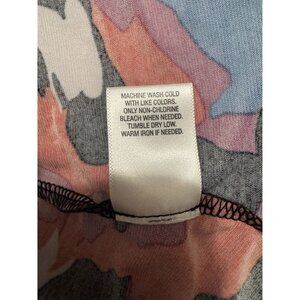 MACHINE WASH COLD
WITH LIKE COLORS.
ONLY NON-CHLORINE
BLEACH WHEN NEEDED.
TUMBLE DRY LOW.
WARM IRON IF NEEDED.